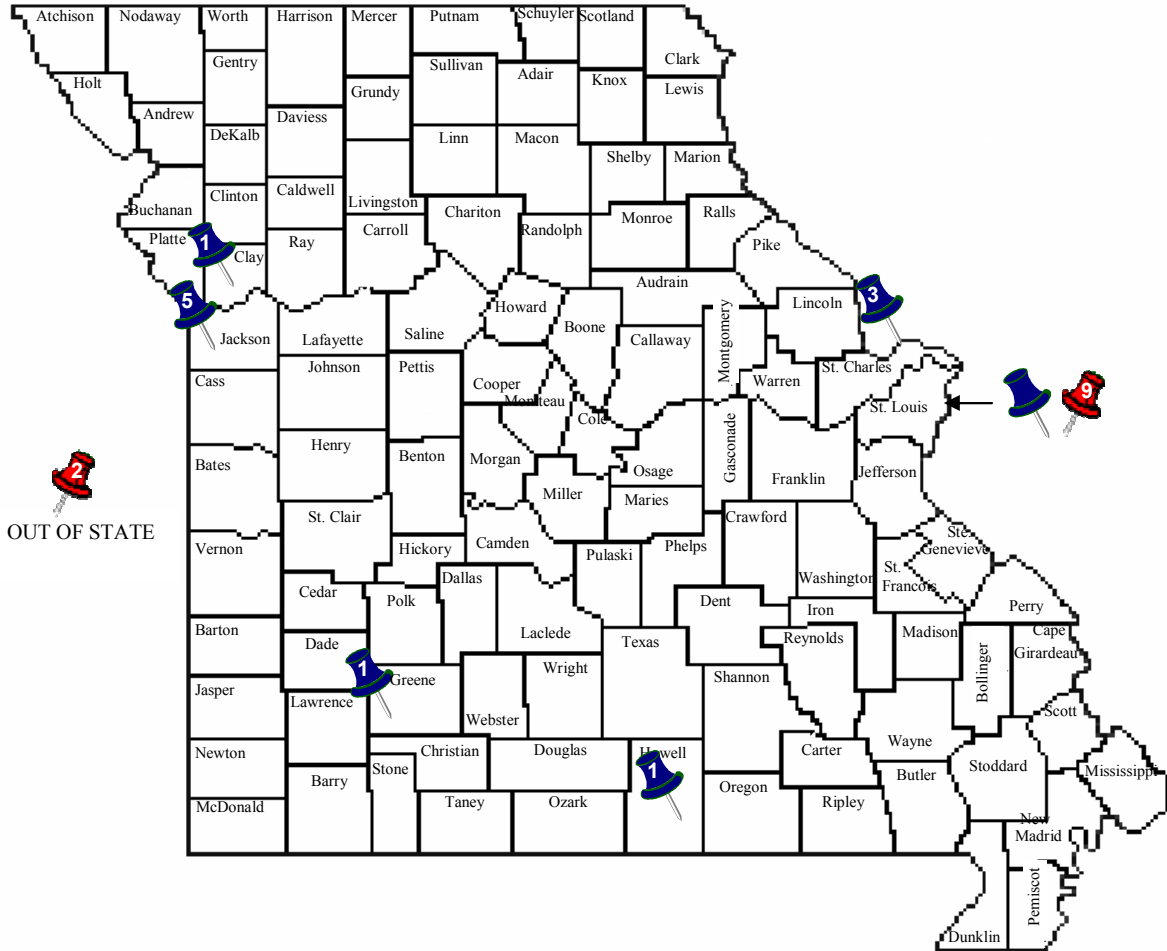 Atchison
Nodaway
Worth
Harrison
Mercer
Putnam
Schuyler
Scotland
Clark
Holt
Gentry
Grundy
Sullivan
Adair
Knox
Lewis
Andrew
DeKalb
Daviess
Linn
Macon
Shelby
Marion
Buchanan
Clinton
Caldwell
Livingston
Chariton
Randolph
Monroe
Ralls
Platte
1
Clay
Ray
Carroll
Pike
Audrain
5
Jackson
Lafayette
Saline
Howard
Boone
Callaway
Montgomery
Lincoln
3
Cass
Johnson
Pettis
Cooper
Moniteau
Cole
Warren
St. Charles
St. Louis
9
Bates
Henry
Benton
Morgan
Miller
Osage
Maries
Gasconade
Franklin
Jefferson
2
OUT OF STATE
Vernon
St. Clair
Hickory
Camden
Pulaski
Phelps
Crawford
Washington
St.
Francois
Ste.
Genevieve
Cedar
Polk
Dallas
Laclede
Dent
Iron
Perry
Barton
Dade
Texas
Reynolds
Madison
Bollinger
Cape
Girardeau
1
Greene
Jasper
Lawrence
Webster
Wright
Shannon
Scott
Newton
Christian
Douglas
Howell
1
Carter
Wayne
Stoddard
Mississippi
Stone
Barry
McDonald
Taney
Ozark
Oregon
Ripley
Butler
New
Madrid
Pemiscot
Dunklin